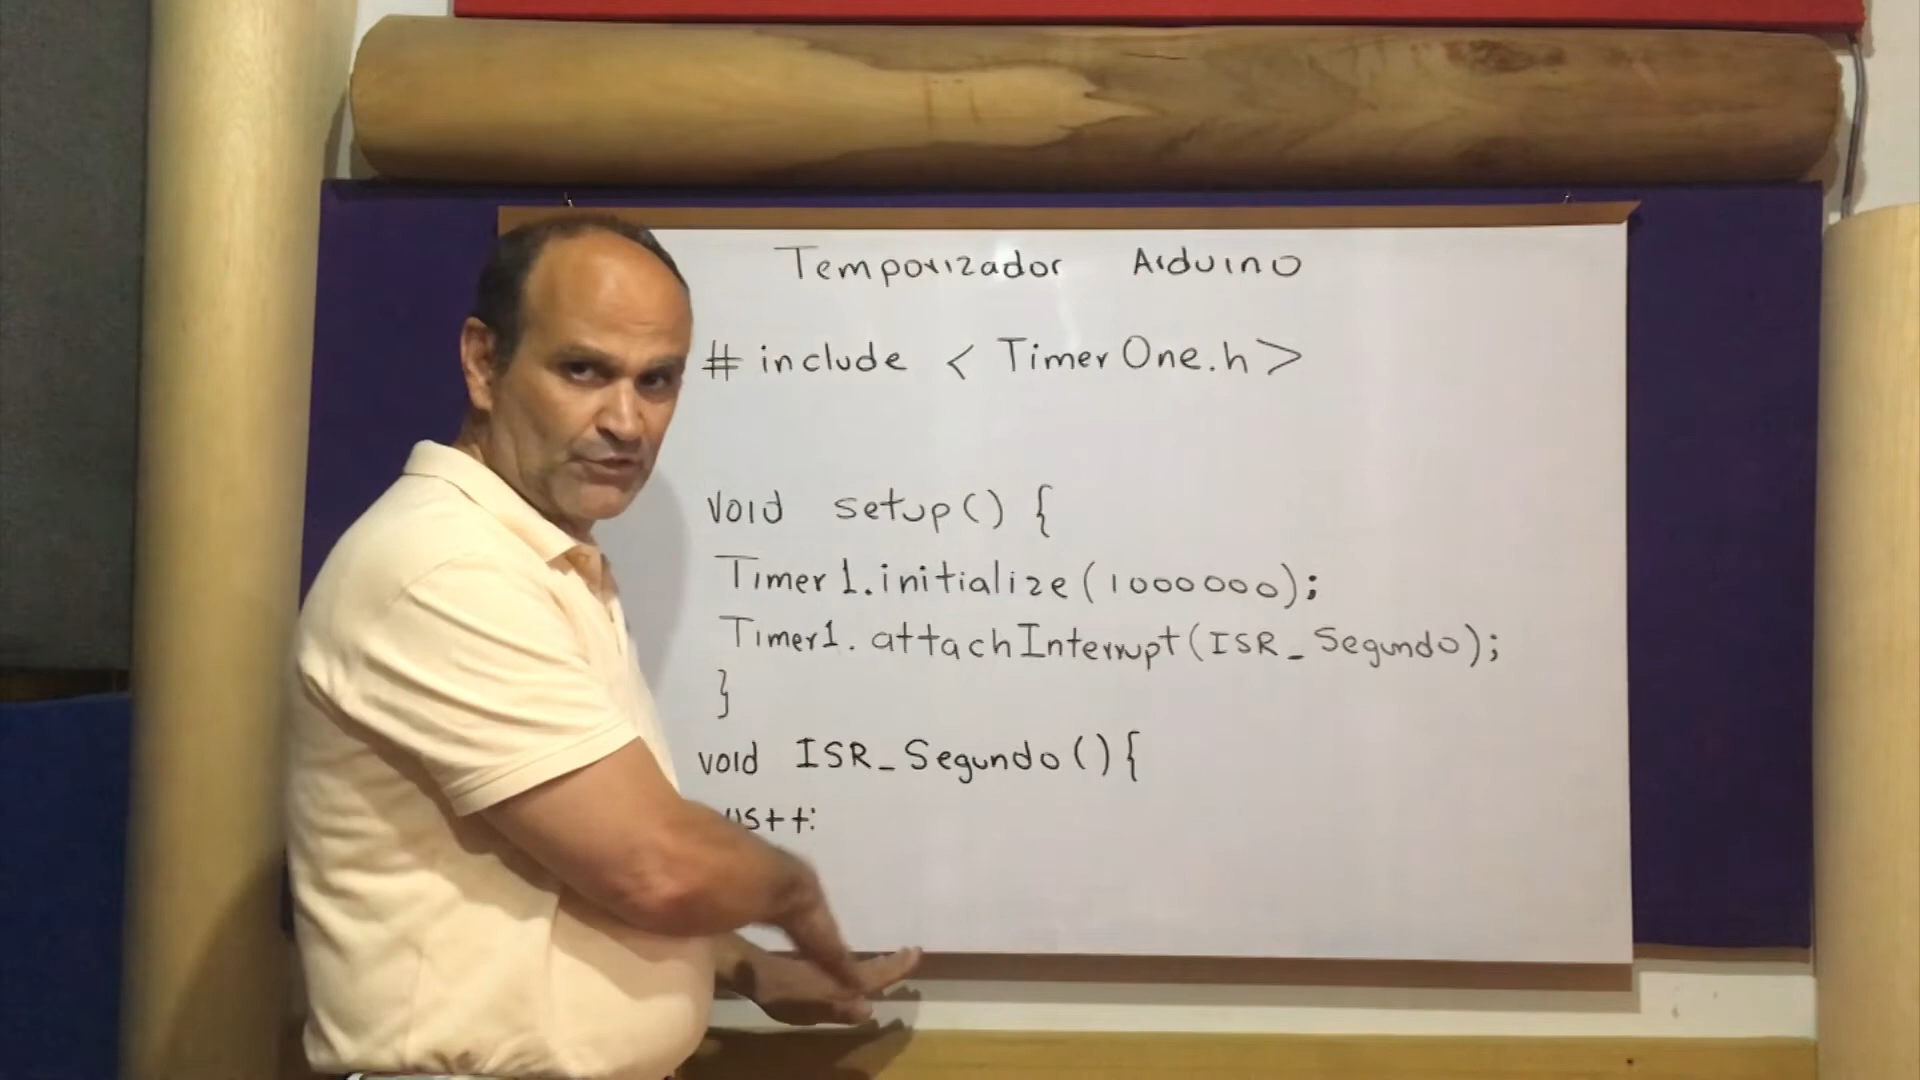 Temporizador Arduino
# include < TimerOne.h >
void setup() {
Timer1.initialize(1000000);
Timer1.attachInterrupt(ISR_Segundo);
}
void ISR_Segundo(){